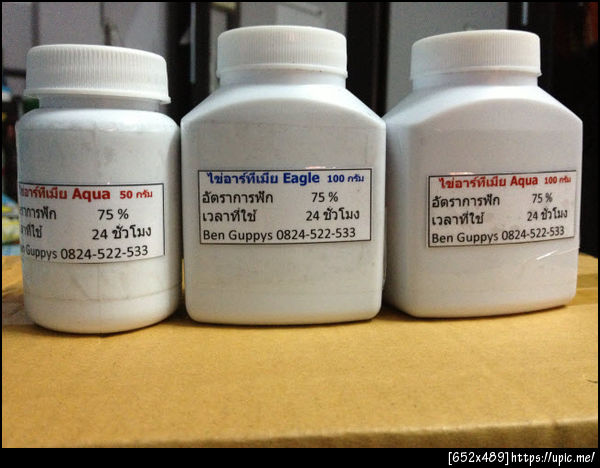 ไข่อาร์ทีเมีย Aqua 50 กรัม
อัตราการฟัก 75 %
เวลาที่ใช้ 24 ชั่วโมง
Ben Guppys 0824-522-533
ไข่อาร์ทีเมีย Eagle 100 กรัม
อัตราการฟัก 75 %
เวลาที่ใช้ 24 ชั่วโมง
Ben Guppys 0824-522-533
ไข่อาร์ทีเมีย Aqua 100 กรัม
อัตราการฟัก 75 %
เวลาที่ใช้ 24 ชั่วโมง
Ben Guppys 0824-522-533
[652x489]https://upic.me/